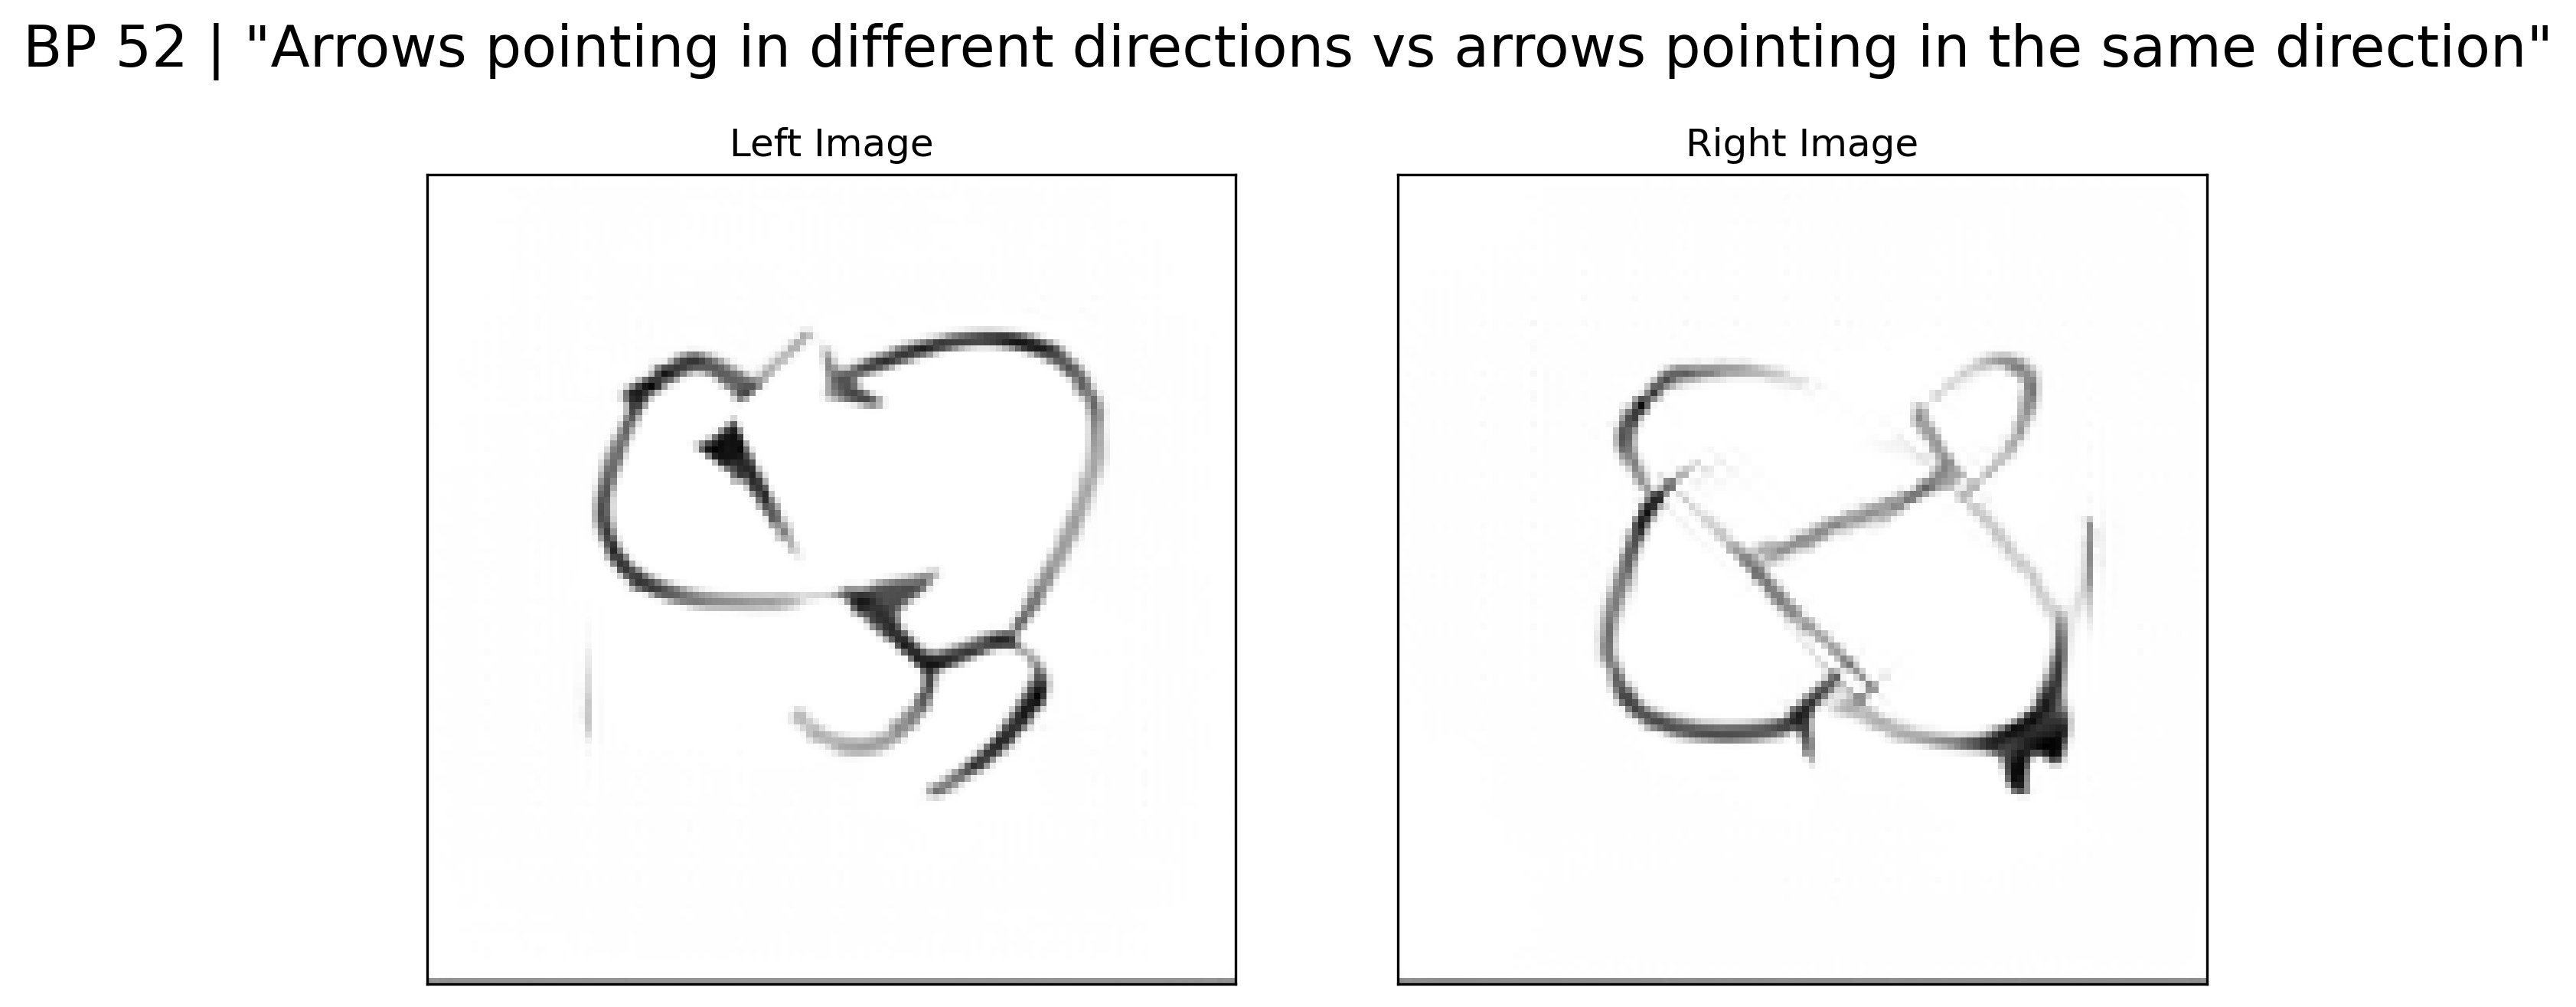 BP 52 | "Arrows pointing in different directions vs arrows pointing in the same direction"
Left Image
Right Image